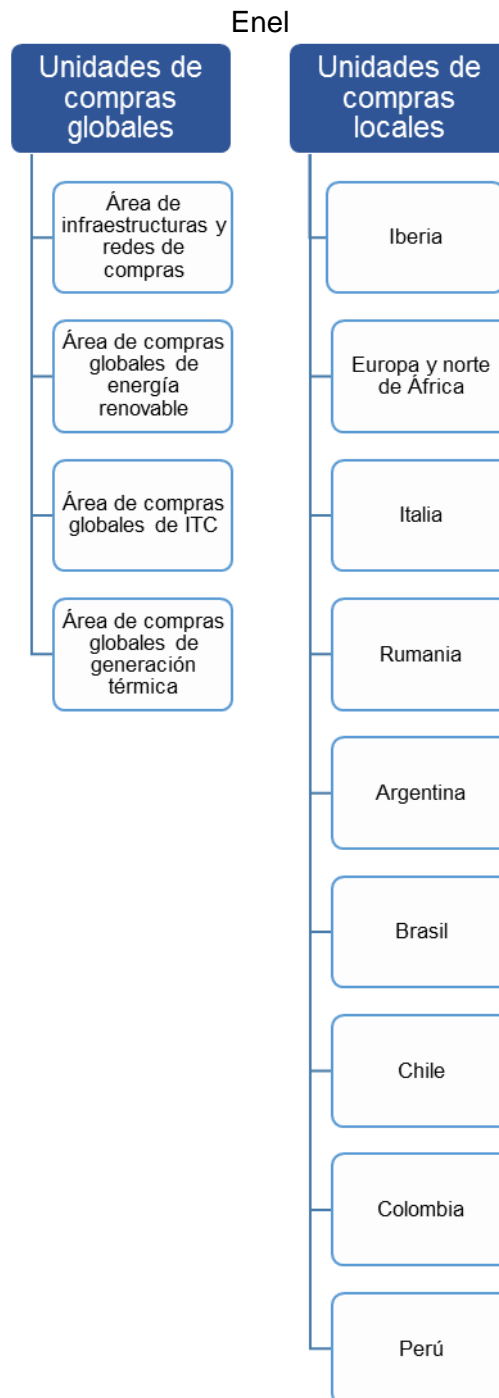 Enel
Unidades de
compras
globales
Área de
infraestructuras y
redes de
compras
Área de compras
globales de
energía
renovable
Área de compras
globales de ITC
Área de compras
globales de
generación
térmica
Unidades de
compras
locales
Iberia
Europa y norte
de África
Italia
Rumania
Argentina
Brasil
Chile
Colombia
Perú